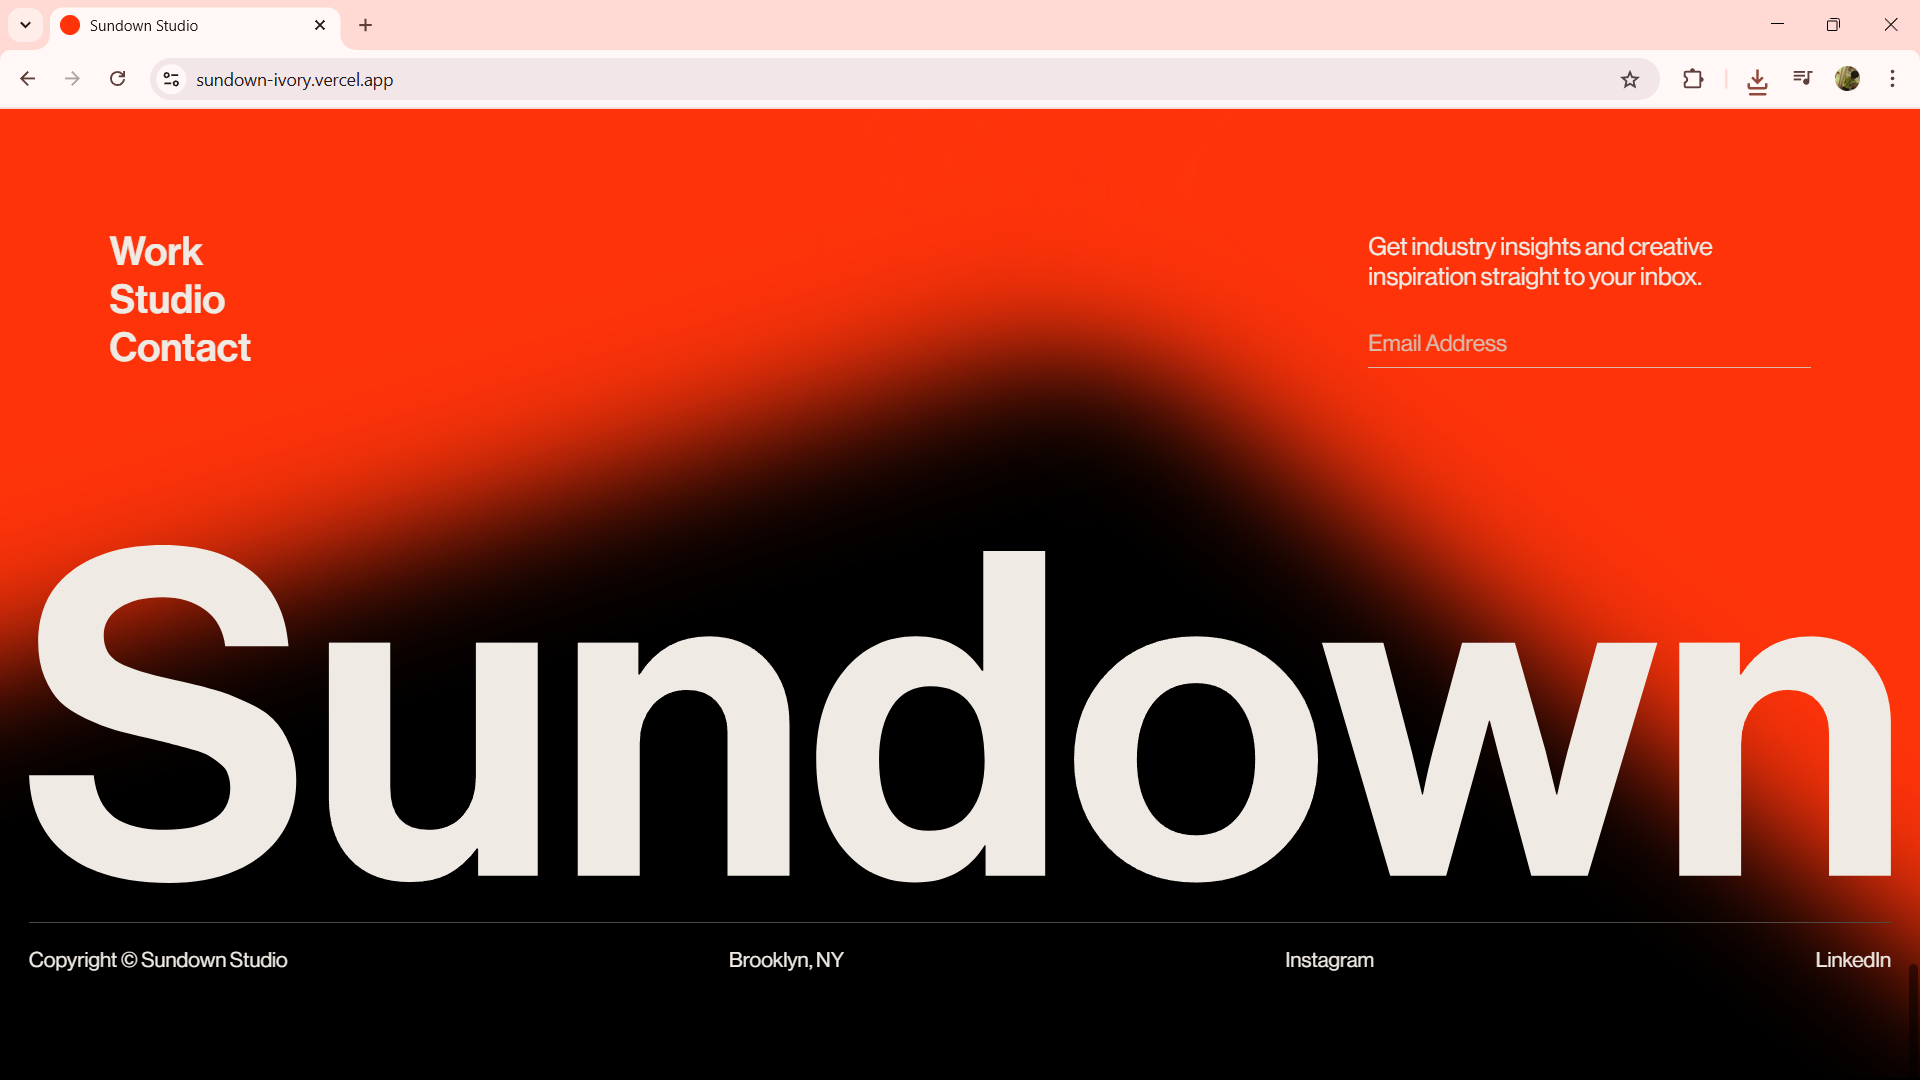 Sundown Studio
sundown-ivory.vercel.app
Work
Studio
Contact
Get industry insights and creative
inspiration straight to your inbox.
Email Address
Sundown
Copyright © Sundown Studio
Brooklyn, NY
Instagram
LinkedIn